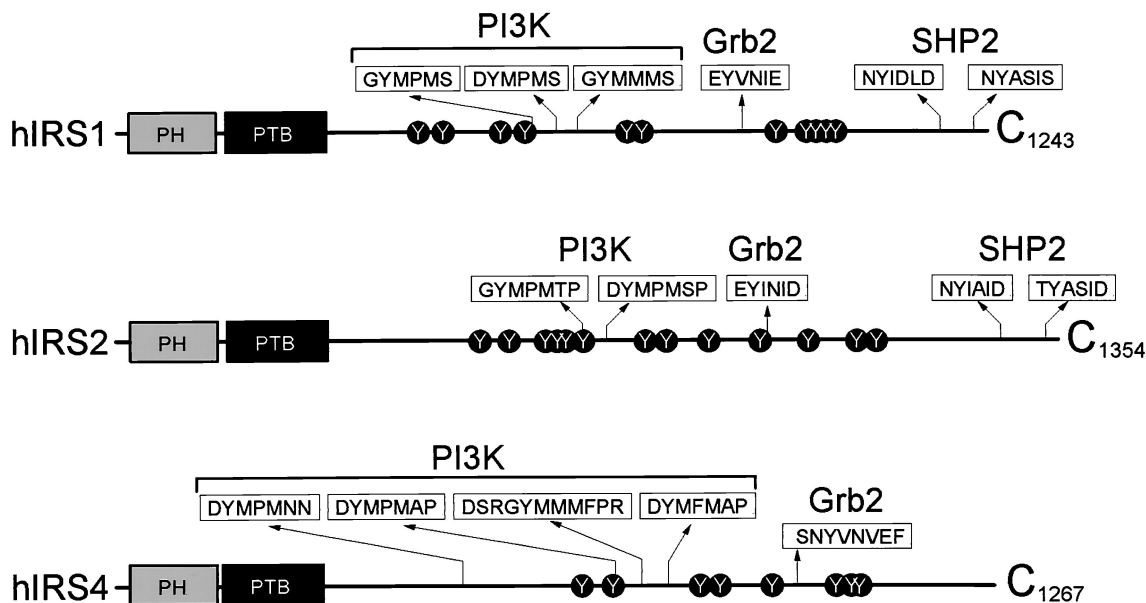 PI3K Grb2 SHP2
GYMPMS DYMPMS GYMMMS EYVNIE NYIDLD NYASIS
hIRS1 PH PTB Y Y Y Y Y Y Y Y Y Y Y C1243
PI3K Grb2 SHP2
GYMPMTP DYMPMSP EYINID NYIAID TYASID
hIRS2 PH PTB Y Y Y Y Y Y Y Y Y Y Y Y Y C1354
PI3K
DYMPMNN DYMPMAP DSRGYMMMFPR DYMFMAP Grb2
SNYVNVEF
hIRS4 PH PTB Y Y Y Y Y Y Y Y C1267